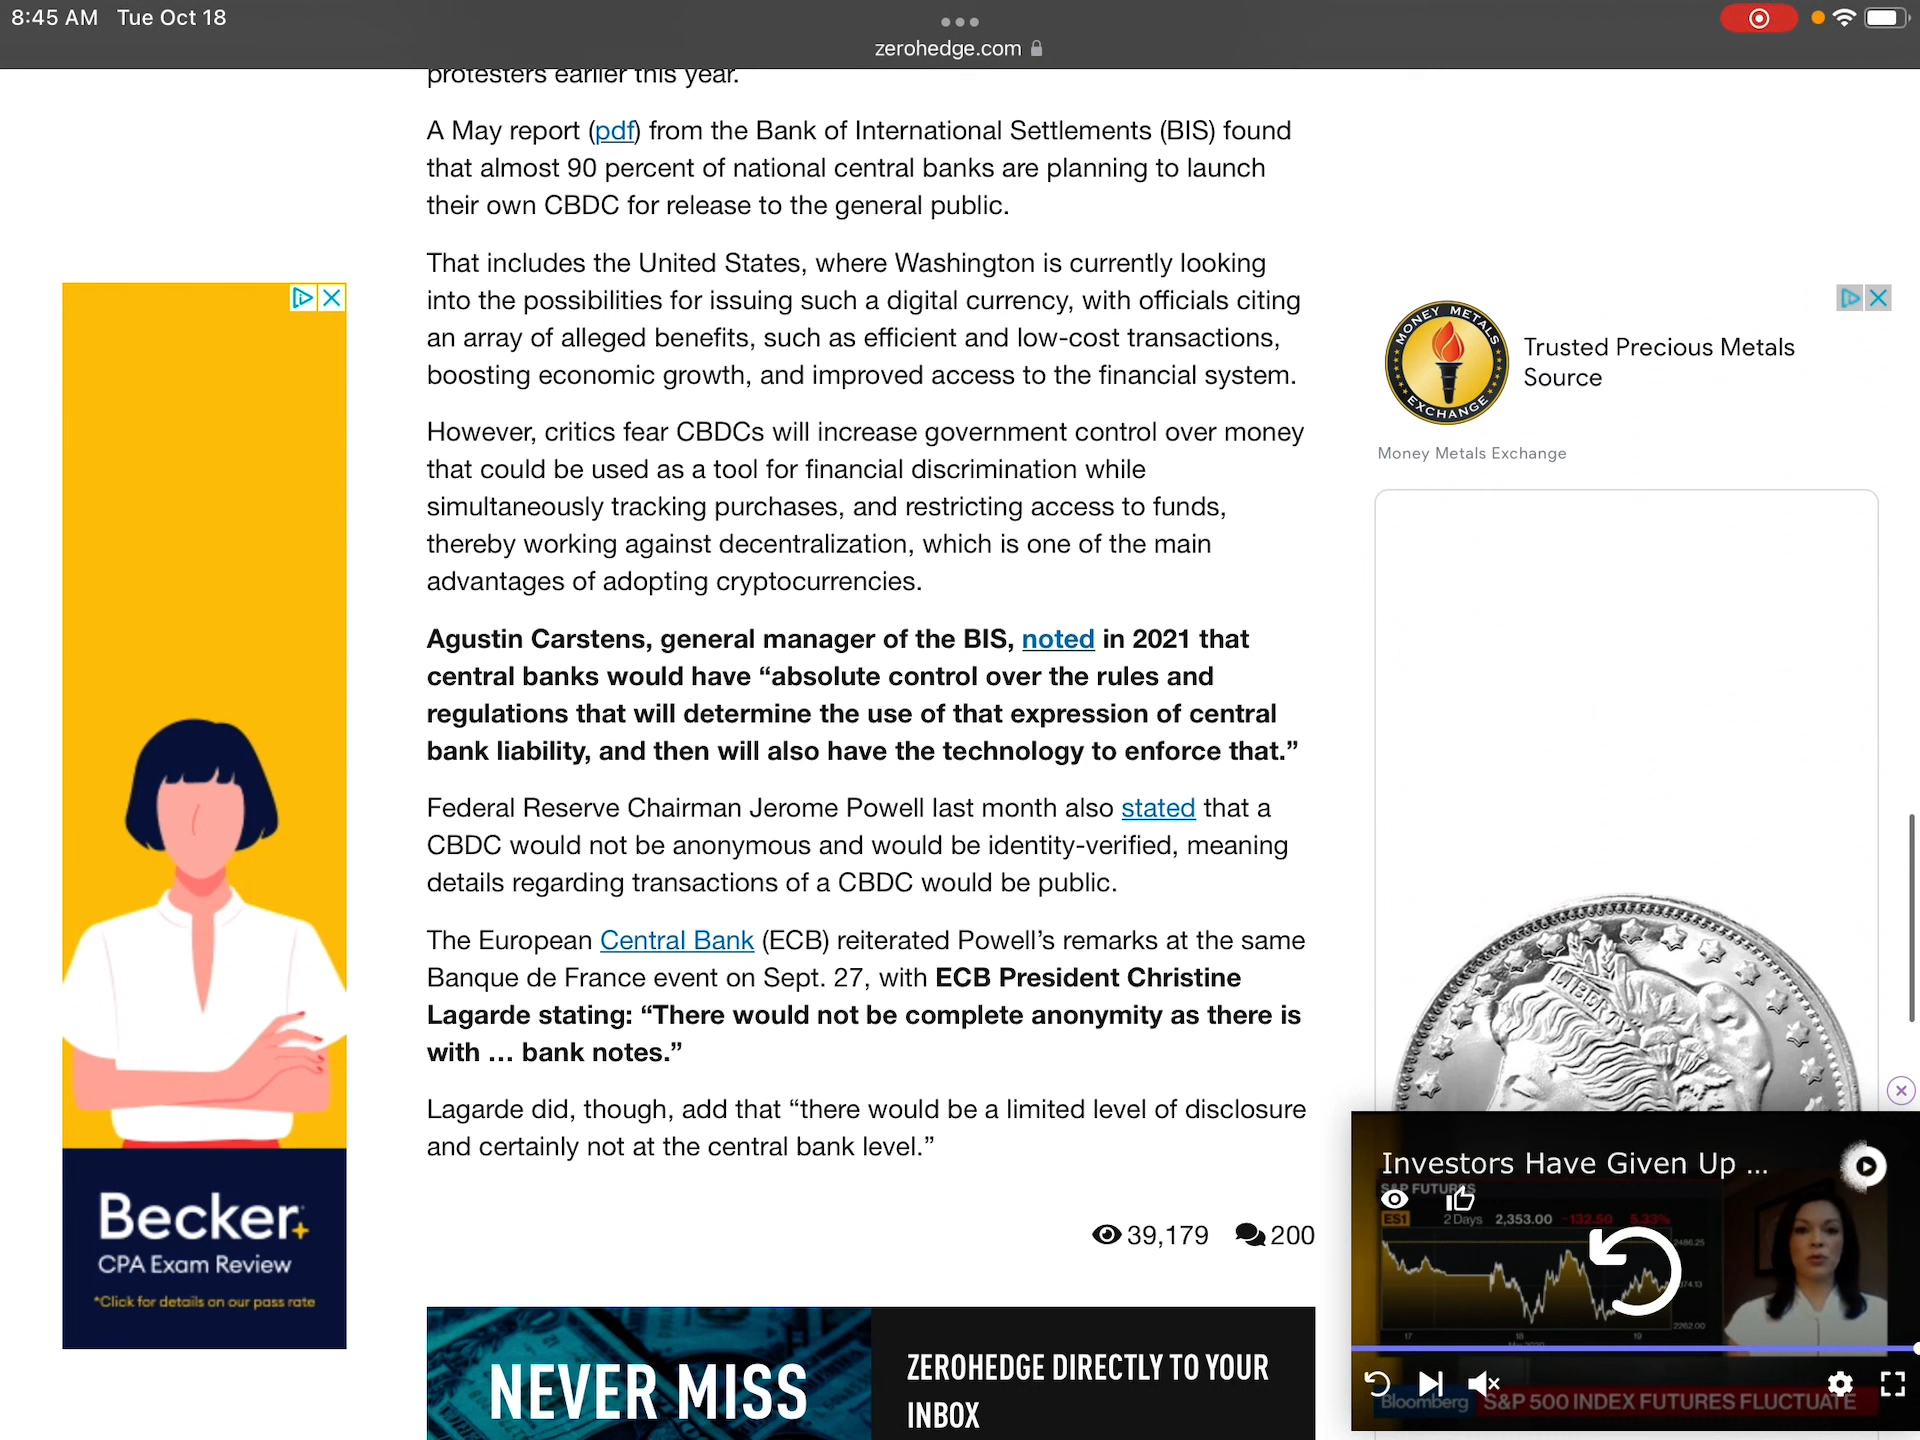 8:45 AM Tue Oct 18
zerohedge.com
protesters earlier this year.
A May report (pdf) from the Bank of International Settlements (BIS) found
that almost 90 percent of national central banks are planning to launch
their own CBDC for release to the general public.
That includes the United States, where Washington is currently looking
into the possibilities for issuing such a digital currency, with officials citing
an array of alleged benefits, such as efficient and low-cost transactions,
boosting economic growth, and improved access to the financial system.
However, critics fear CBDCs will increase government control over money
that could be used as a tool for financial discrimination while
simultaneously tracking purchases, and restricting access to funds,
thereby working against decentralization, which is one of the main
advantages of adopting cryptocurrencies.
Agustin Carstens, general manager of the BIS, noted in 2021 that
central banks would have “absolute control over the rules and
regulations that will determine the use of that expression of central
bank liability, and then will also have the technology to enforce that.”
Federal Reserve Chairman Jerome Powell last month also stated that a
CBDC would not be anonymous and would be identity-verified, meaning
details regarding transactions of a CBDC would be public.
The European Central Bank (ECB) reiterated Powell’s remarks at the same
Banque de France event on Sept. 27, with ECB President Christine
Lagarde stating: “There would not be complete anonymity as there is
with … bank notes.”
Lagarde did, though, add that “there would be a limited level of disclosure
and certainly not at the central bank level.”
39,179 200
NEVER MISS
ZEROHEDGE DIRECTLY TO YOUR
INBOX
Becker+
CPA Exam Review
*Click for details on our pass rate
MONEY METALS
EXCHANGE
Trusted Precious Metals
Source
Money Metals Exchange
LIBERTY
Investors Have Given Up ...
S&P FUTURES
ES1 2 Days 2,353.00 -132.50 5.33%
2486.25
2262.00
17 18 19
Bloomberg S&P 500 INDEX FUTURES FLUCTUATE